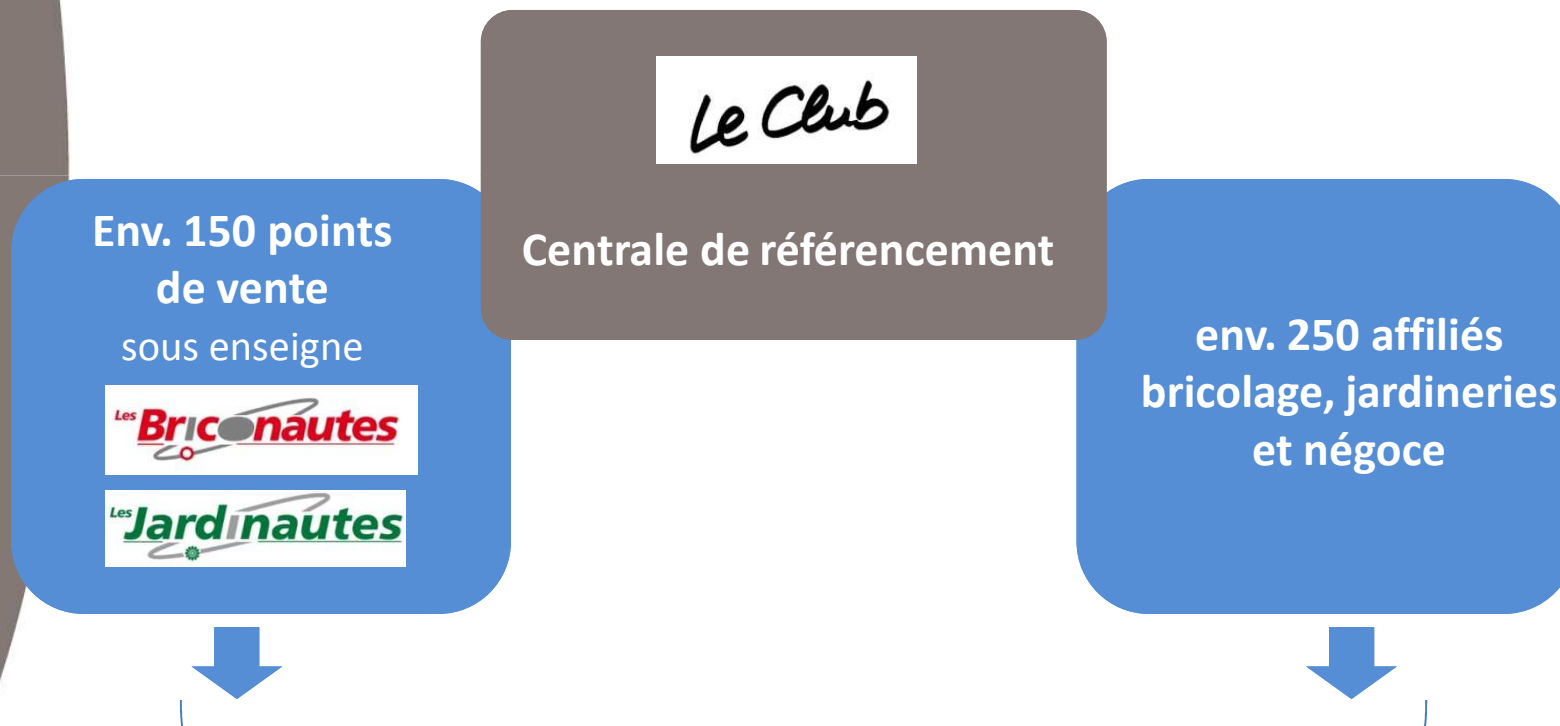 Le Club
Centrale de référencement
Env. 150 points
de vente
sous enseigne
Les Briconautes
Les Jardinautes
env. 250 affiliés
bricolage, jardineries
et négoce